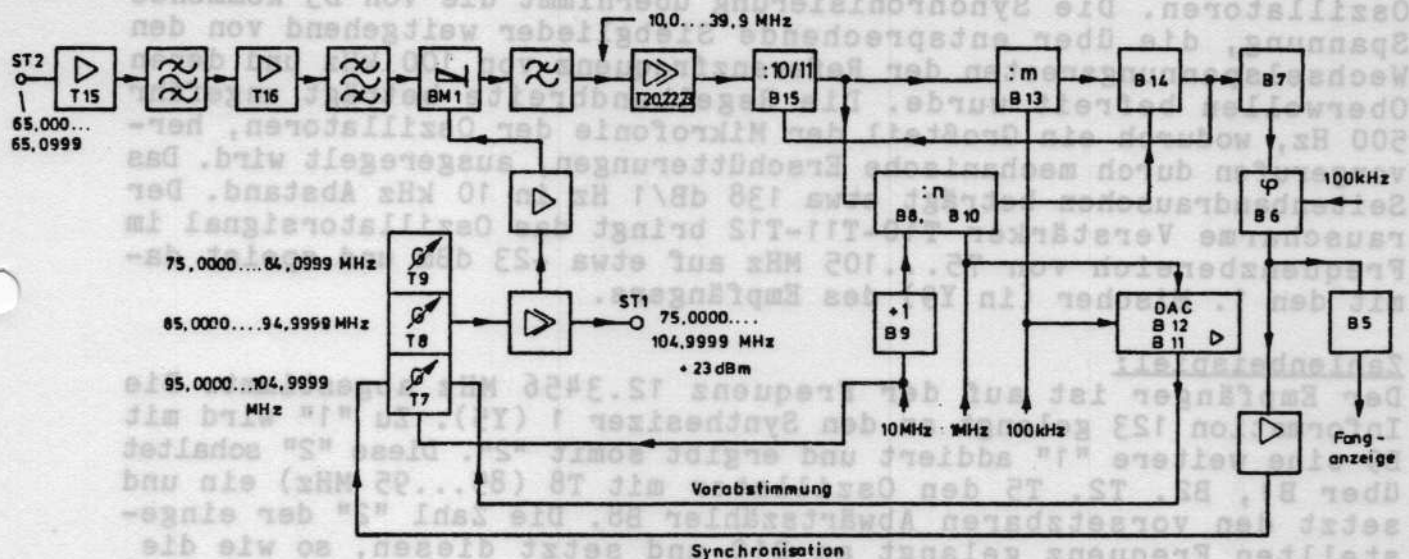 10,0...39,9 MHz
ST2
T15
T16
BM1
T20,22,23
:10/11
B15
:m
B13
B14
B7
65,000...
65,0999
:n
B8, B10
φ
B6
100kHz
75,0000...84,0999 MHz
T9
85,0000....94,9999 MHz
T8
95,0000...104,9999
MHz
T7
ST1
75,0000....
104,9999 MHz
+23dBm
+1
B9
DAC
B12
B11
B5
10MHz
1MHz
100kHz
Fang-
anzeige
Vorabstimmung
Synchronisation